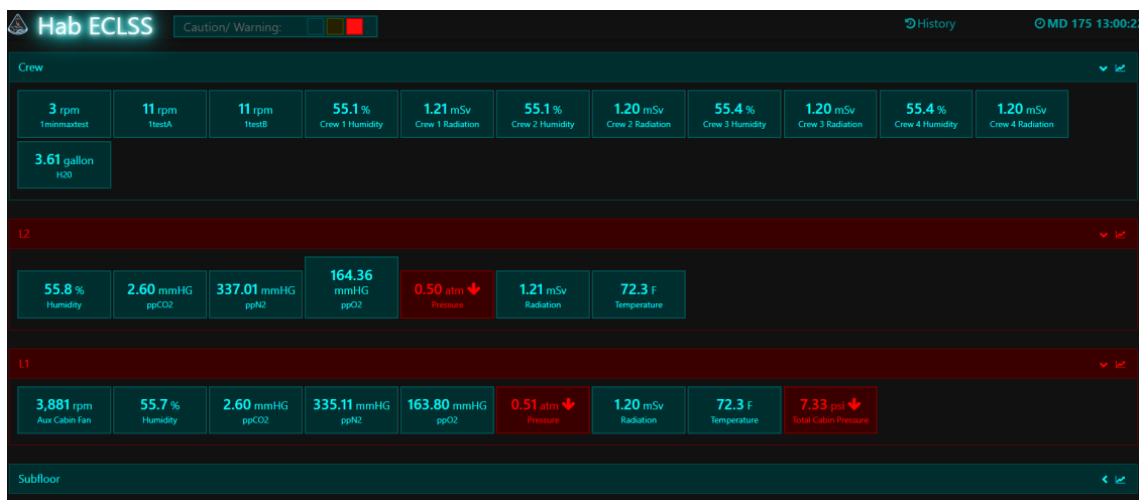 Hab ECLSS
Caution/ Warning:
History
MD 175 13:00:22
Crew
3 rpm
1minmaxtest
11 rpm
1testA
11 rpm
1testB
55.1 %
Crew 1 Humidity
1.21 mSv
Crew 1 Radiation
55.1 %
Crew 2 Humidity
1.20 mSv
Crew 2 Radiation
55.4 %
Crew 3 Humidity
1.20 mSv
Crew 3 Radiation
55.4 %
Crew 4 Humidity
1.20 mSv
Crew 4 Radiation
3.61 gallon
H20
L2
55.8 %
Humidity
2.60 mmHG
ppCO2
337.01 mmHG
ppN2
164.36
mmHG
ppO2
0.50 atm
Pressure
1.21 mSv
Radiation
72.3 F
Temperature
L1
3,881 rpm
Aux Cabin Fan
55.7 %
Humidity
2.60 mmHG
ppCO2
335.11 mmHG
ppN2
163.80 mmHG
ppO2
0.51 atm
Pressure
1.20 mSv
Radiation
72.3 F
Temperature
7.33 psi
Total Cabin Pressure
Subfloor